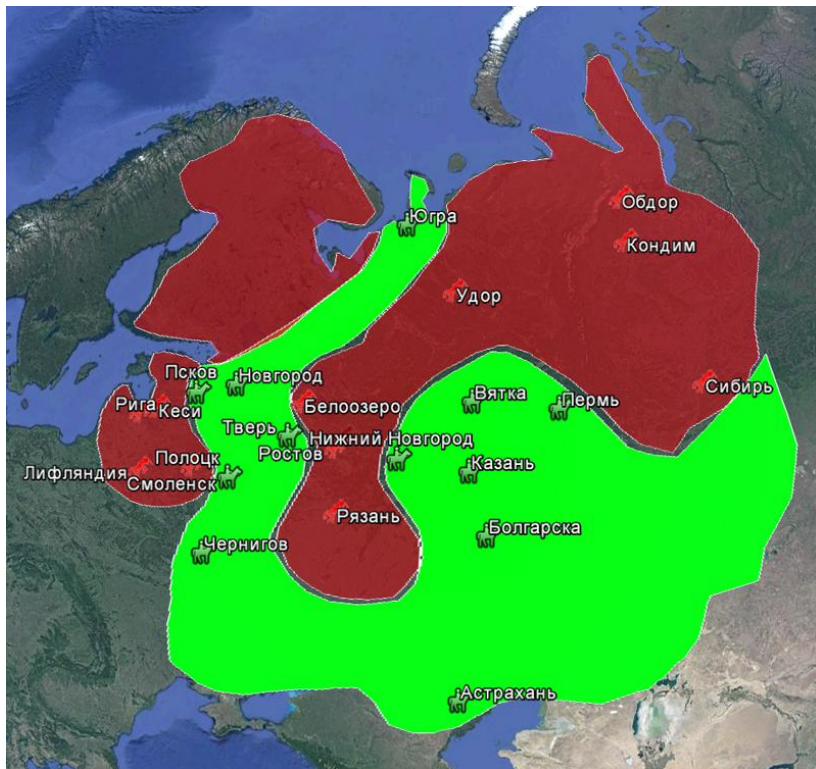 Югра
Обдор
Кондим
Удор
Псков
Новгород
Сибирь
Вятка
Пермь
Рига
Кеси
Белоозеро
Тверь
Нижний Новгород
Ростов
Полоцк
Казань
Лифляндия
Смоленск
Рязань
Болгарска
Чернигов
Астрахань